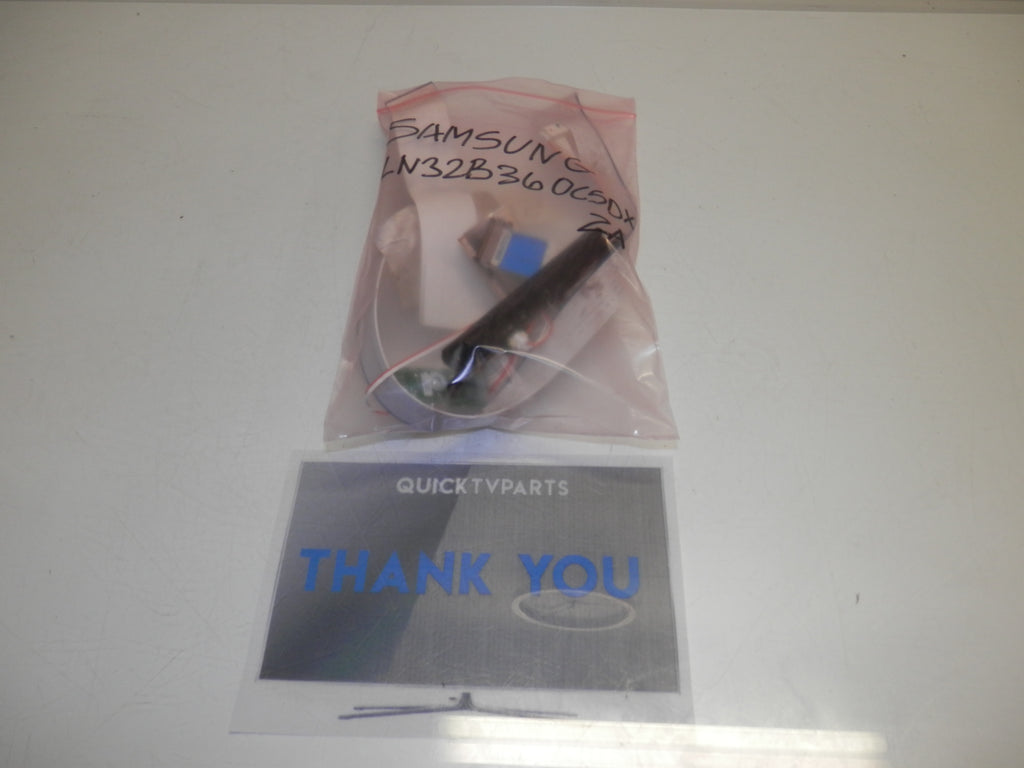 SAMSUNG
LN32B360C5DX
ZA
QUICKTVPARTS
THANK YOU